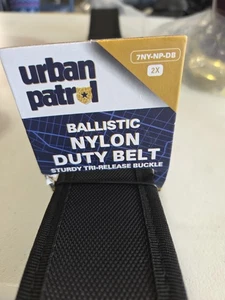 7NY-NP-DB
2X
urban
patrol
BALLISTIC
NYLON
DUTY BELT
STURDY TRI-RELEASE BUCKLE